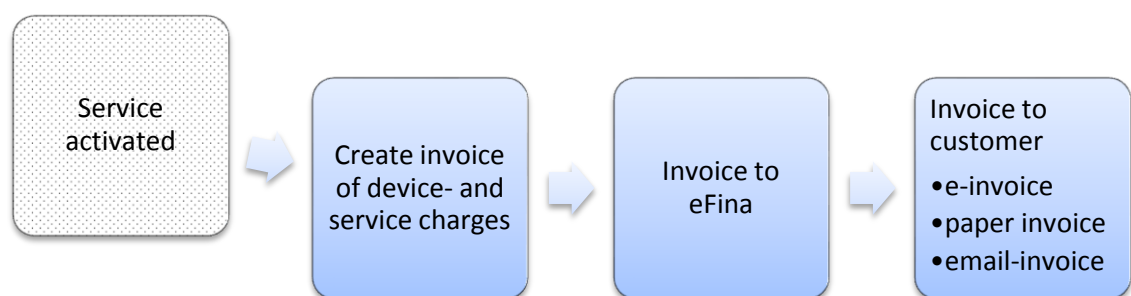 Service
activated
Create invoice
of device- and
service charges
Invoice to
eFina
Invoice to
customer
•e-invoice
•paper invoice
•email-invoice